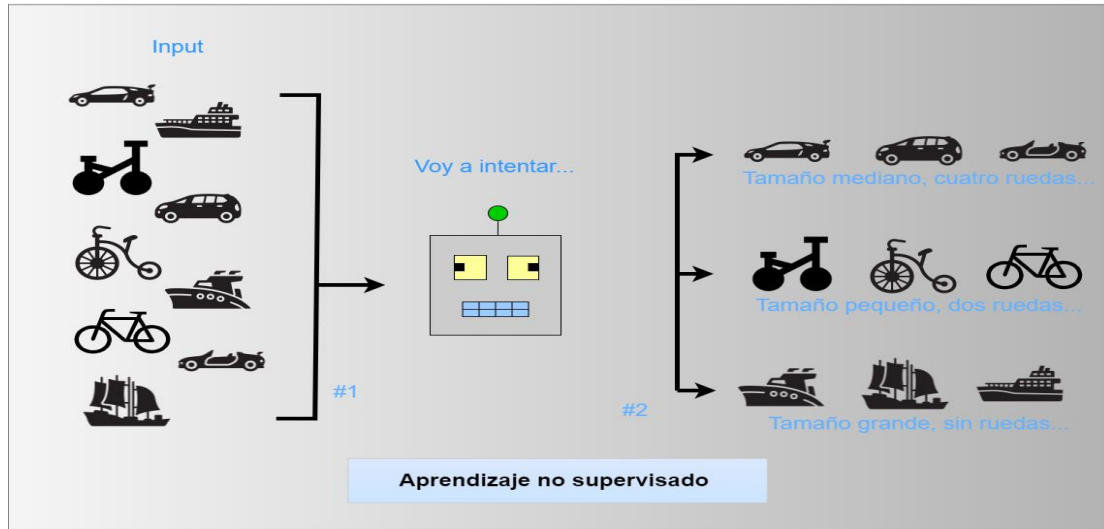 Input
Voy a intentar...
Tamaño mediano, cuatro ruedas...
Tamaño pequeño, dos ruedas...
#1
#2
Tamaño grande, sin ruedas...
Aprendizaje no supervisado